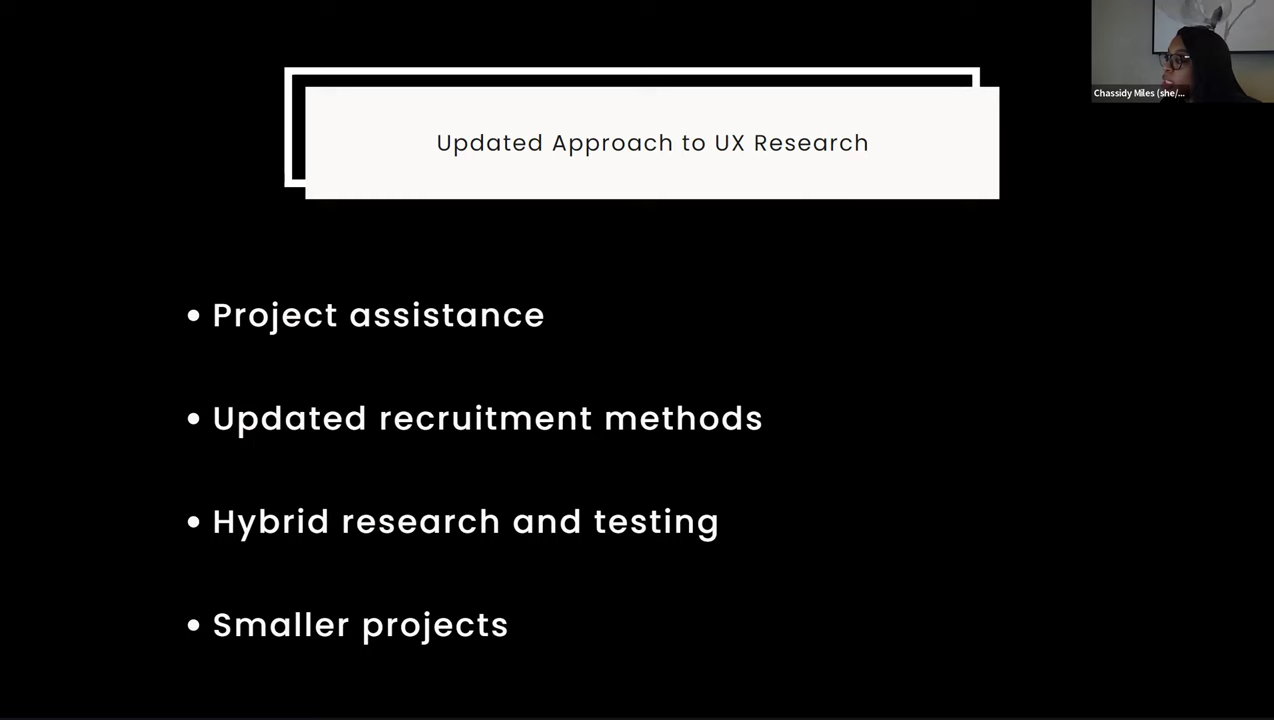 Updated Approach to UX Research
Chassidy Miles (she/...
• Project assistance
• Updated recruitment methods
• Hybrid research and testing
• Smaller projects